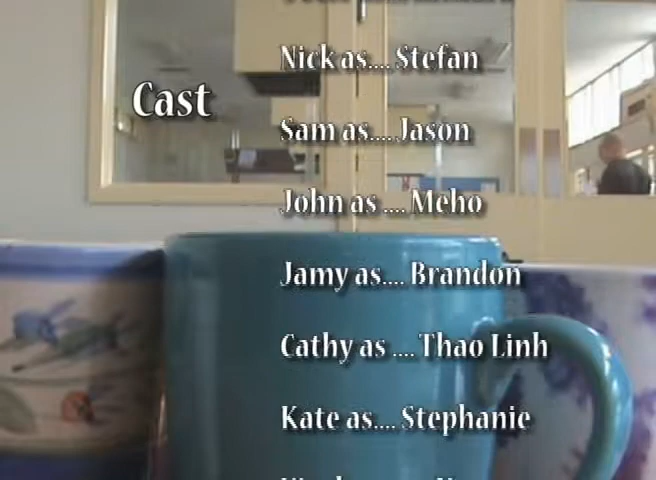 Cast
Nick as.... Stefan
Sam as.... Jason
John as .... Meho
Jamy as.... Brandon
Cathy as .... Thao Linh
Kate as.... Stephanie